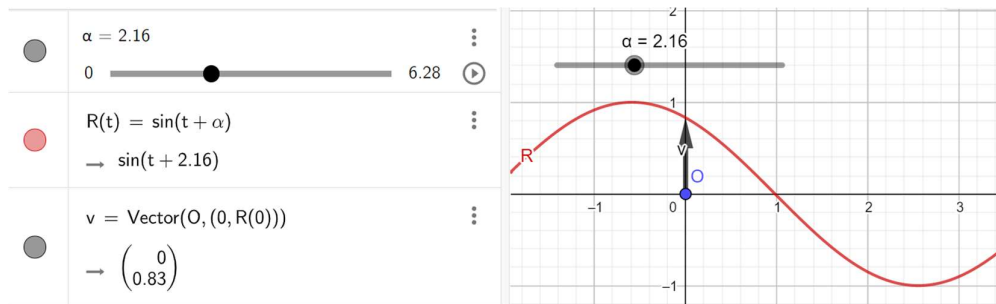 α = 2.16
0 6.28
R(t) = sin(t + α)
→ sin(t + 2.16)
v = Vector(O, (0, R(0)))
→ (0
0.83)
2
α = 2.16
1
R
v
O
−1 0 1 2 3
−1